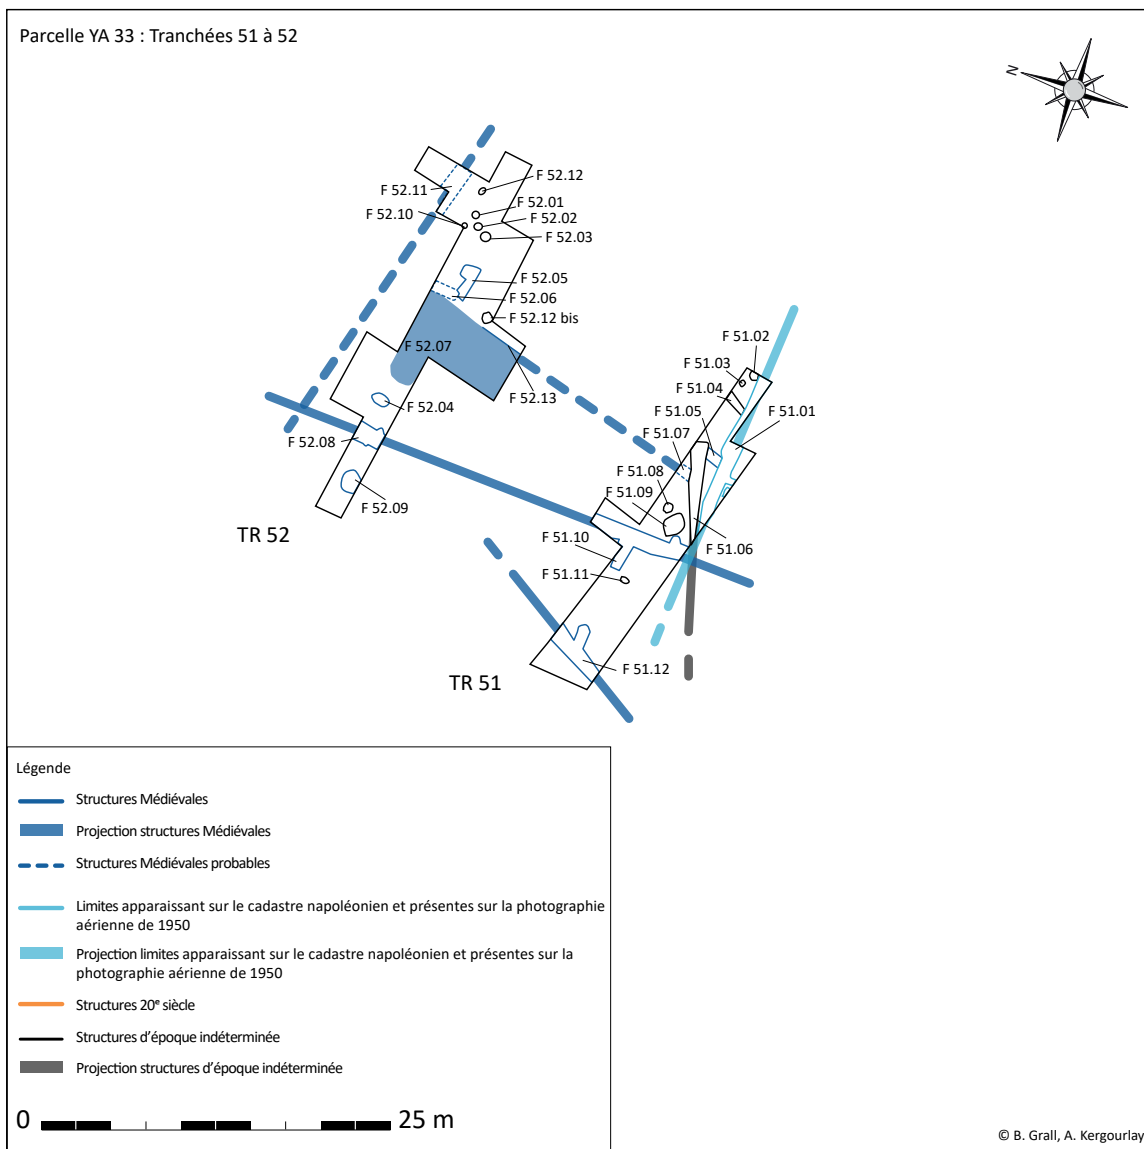 Parcelle YA 33 : Tranchées 51 à 52
N
F 52.12
F 52.11
F 52.01
F 52.10
F 52.02
F 52.03
F 52.05
F 52.06
F 52.12 bis
F 52.07
F 52.13
F 52.04
F 52.08
F 52.09
TR 52
F 51.02
F 51.03
F 51.04
F 51.05
F 51.01
F 51.07
F 51.08
F 51.09
F 51.10
F 51.06
F 51.11
F 51.12
TR 51
Légende
Structures Médiévales
Projection structures Médiévales
Structures Médiévales probables
Limites apparaissant sur le cadastre napoléonien et présentes sur la photographie
aérienne de 1950
Projection limites apparaissant sur le cadastre napoléonien et présentes sur la
photographie aérienne de 1950
Structures 20e siècle
Structures d'époque indéterminée
Projection structures d'époque indéterminée
0 25 m
© B. Grall, A. Kergourlay